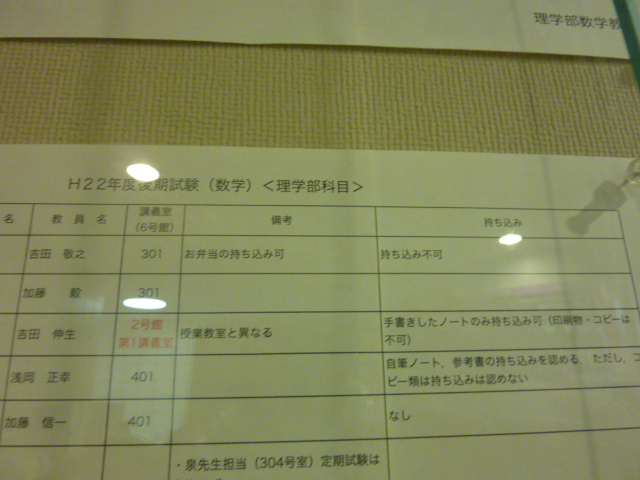 理学部数学教
H22年度後期試験（数学）＜理学部科目＞
名 教 員 名 講義室 備考 持ち込み
（6号館）
吉田 敬之 301 お弁当の持ち込み可 持ち込み不可
加藤 毅 301
吉田 伸生 2号館 授業教室と異なる 手書きしたノートのみ持ち込み可（印刷物・コピーは
第1講義室 不可）
浅岡 正幸 401 自筆ノート，参考書の持ち込みを認める．ただし，コ
ピー類は持ち込みは認めない
加藤 信一 401 なし
・泉先生担当（304号室）定期試験は